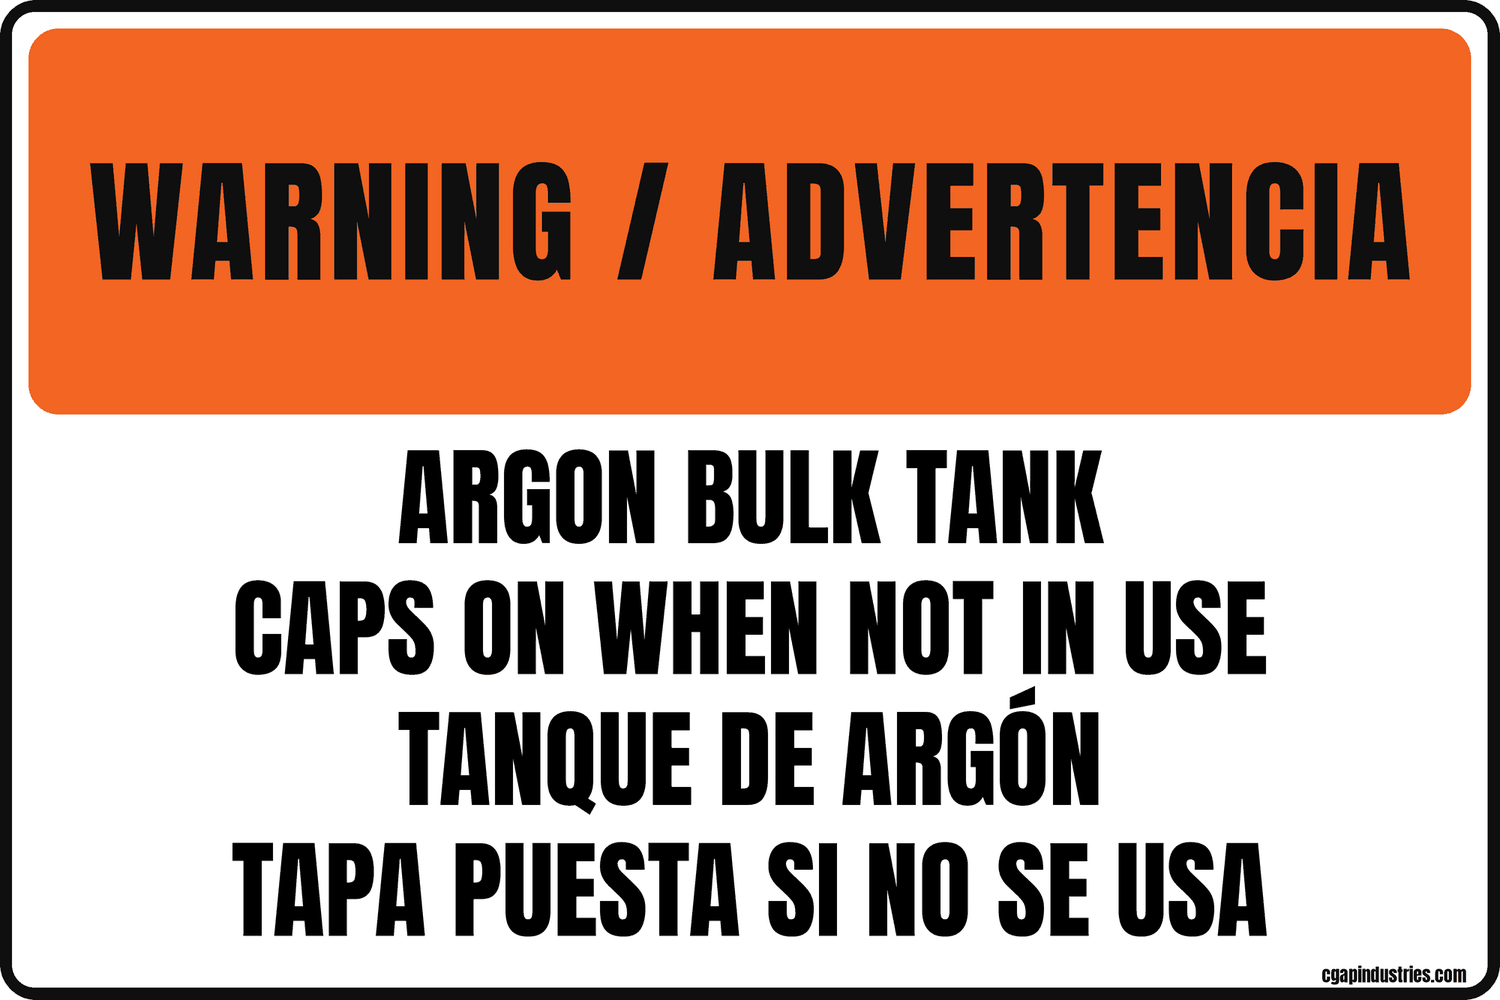 WARNING / ADVERTENCIA
ARGON BULK TANK
CAPS ON WHEN NOT IN USE
TANQUE DE ARGÓN
TAPA PUESTA SI NO SE USA
cgapindustries.com